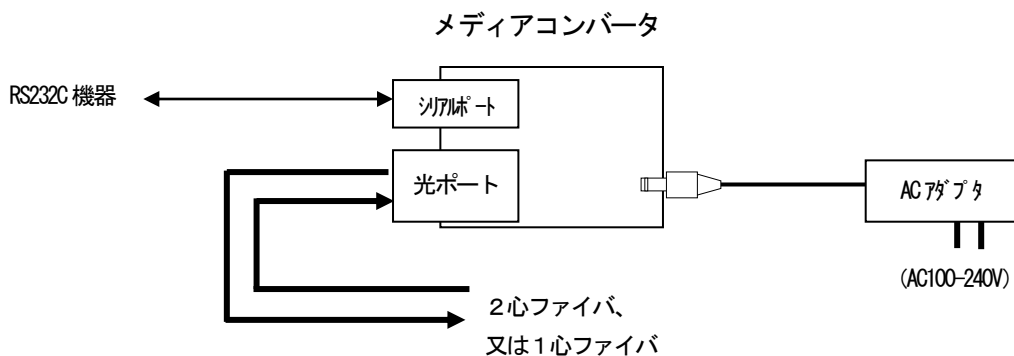 メディアコンバータ
RS232C 機器
シリアルポート
光ポート
ACアダプタ
(AC100-240V)
２心ファイバ、
又は１心ファイバ